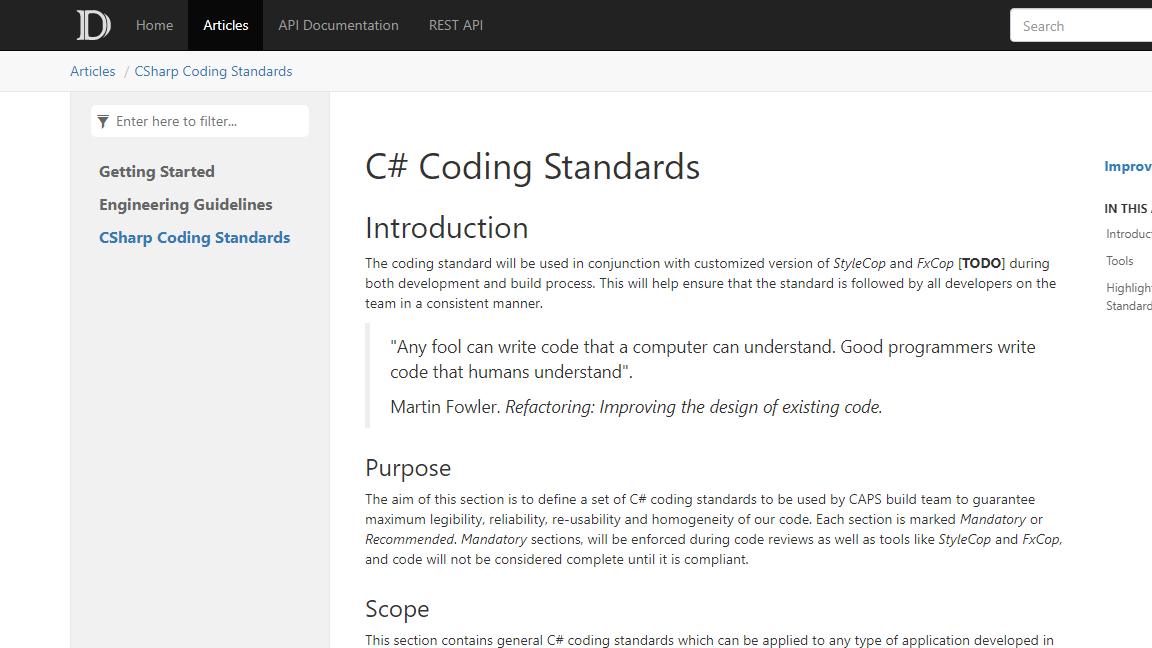 D Home Articles API Documentation REST API Search
Articles / CSharp Coding Standards
Enter here to filter...
Getting Started
Engineering Guidelines
CSharp Coding Standards
C# Coding Standards
Introduction
The coding standard will be used in conjunction with customized version of StyleCop and FxCop [TODO] during
both development and build process. This will help ensure that the standard is followed by all developers on the
team in a consistent manner.
"Any fool can write code that a computer can understand. Good programmers write
code that humans understand".
Martin Fowler. Refactoring: Improving the design of existing code.
Purpose
The aim of this section is to define a set of C# coding standards to be used by CAPS build team to guarantee
maximum legibility, reliability, re-usability and homogeneity of our code. Each section is marked Mandatory or
Recommended. Mandatory sections, will be enforced during code reviews as well as tools like StyleCop and FxCop,
and code will not be considered complete until it is compliant.
Scope
This section contains general C# coding standards which can be applied to any type of application developed in
Improv
IN THIS
Introduc
Tools
Highligh
Standard